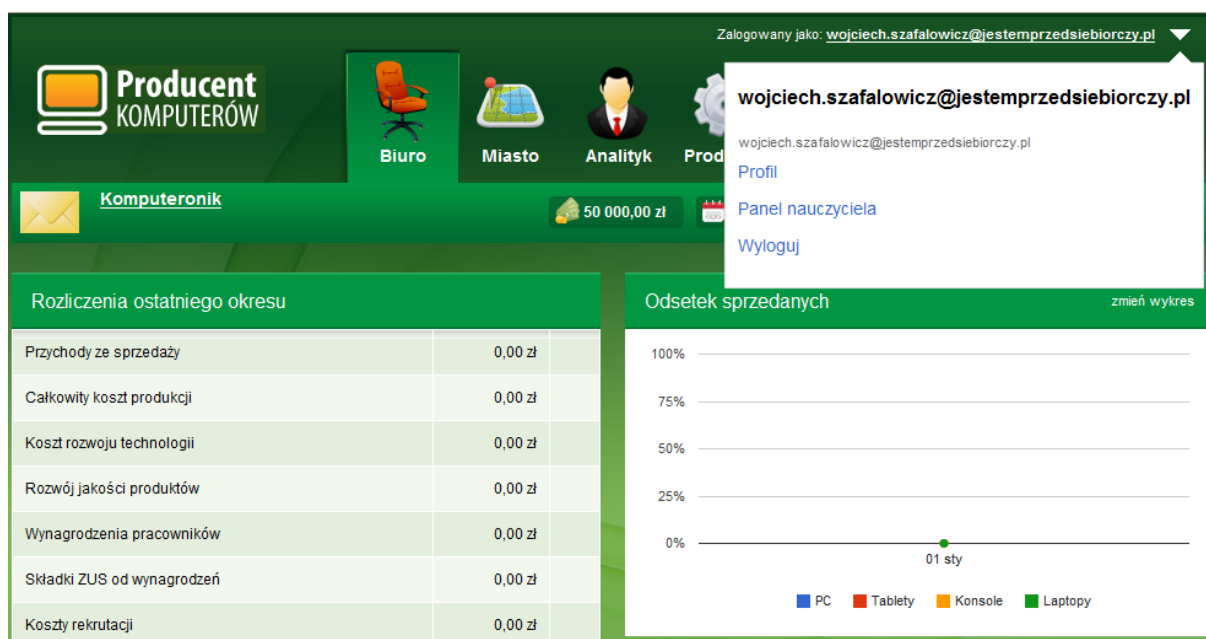 Zalogowany jako: wojciech.szafalowicz@jestemprzedsiebiorczy.pl
Producent
KOMPUTERÓW
Biuro
Miasto
Analityk
Prod
wojciech.szafalowicz@jestemprzedsiebiorczy.pl
wojciech.szafalowicz@jestemprzedsiebiorczy.pl
Profil
Panel nauczyciela
Wyloguj
Komputeronik
50 000,00 zł
Rozliczenia ostatniego okresu
Przychody ze sprzedaży 0,00 zł
Całkowity koszt produkcji 0,00 zł
Koszt rozwoju technologii 0,00 zł
Rozwój jakości produktów 0,00 zł
Wynagrodzenia pracowników 0,00 zł
Składki ZUS od wynagrodzeń 0,00 zł
Koszty rekrutacji 0,00 zł
Odsetek sprzedanych zmień wykres
100%
75%
50%
25%
0%
01 sty
PC Tablety Konsole Laptopy